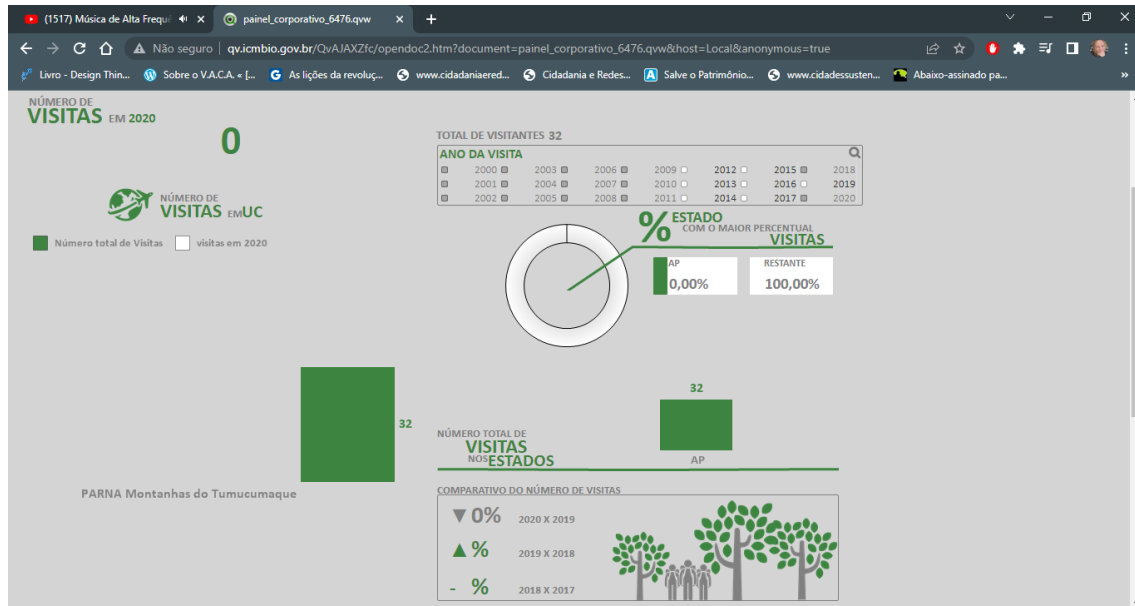 (1517) Música de Alta Frequê
painel_corporativo_6476.qvw
Não seguro | qv.icmbio.gov.br/QvAJAXZfc/opendoc2.htm?document=painel_corporativo_6476.qvw&host=Local&anonymous=true
Livro - Design Thin... Sobre o V.A.C.A. « [... As lições da revoluç... www.cidadaniaered... Cidadania e Redes... Salve o Patrimônio... www.cidadessusten... Abaixo-assinado pa... »
NÚMERO DE
VISITAS EM 2020
0
NÚMERO DE
VISITAS EMUC
Número total de Visitas visitas em 2020
32
PARNA Montanhas do Tumucumaque
TOTAL DE VISITANTES 32
ANO DA VISITA
2000 2003 2006 2009 2012 2015 2018
2001 2004 2007 2010 2013 2016 2019
2002 2005 2008 2011 2014 2017 2020
% ESTADO
COM O MAIOR PERCENTUAL
VISITAS
AP RESTANTE
0,00% 100,00%
32
AP
NÚMERO TOTAL DE
VISITAS
NOS ESTADOS
COMPARATIVO DO NÚMERO DE VISITAS
▼ 0% 2020 X 2019
▲ % 2019 X 2018
- % 2018 X 2017